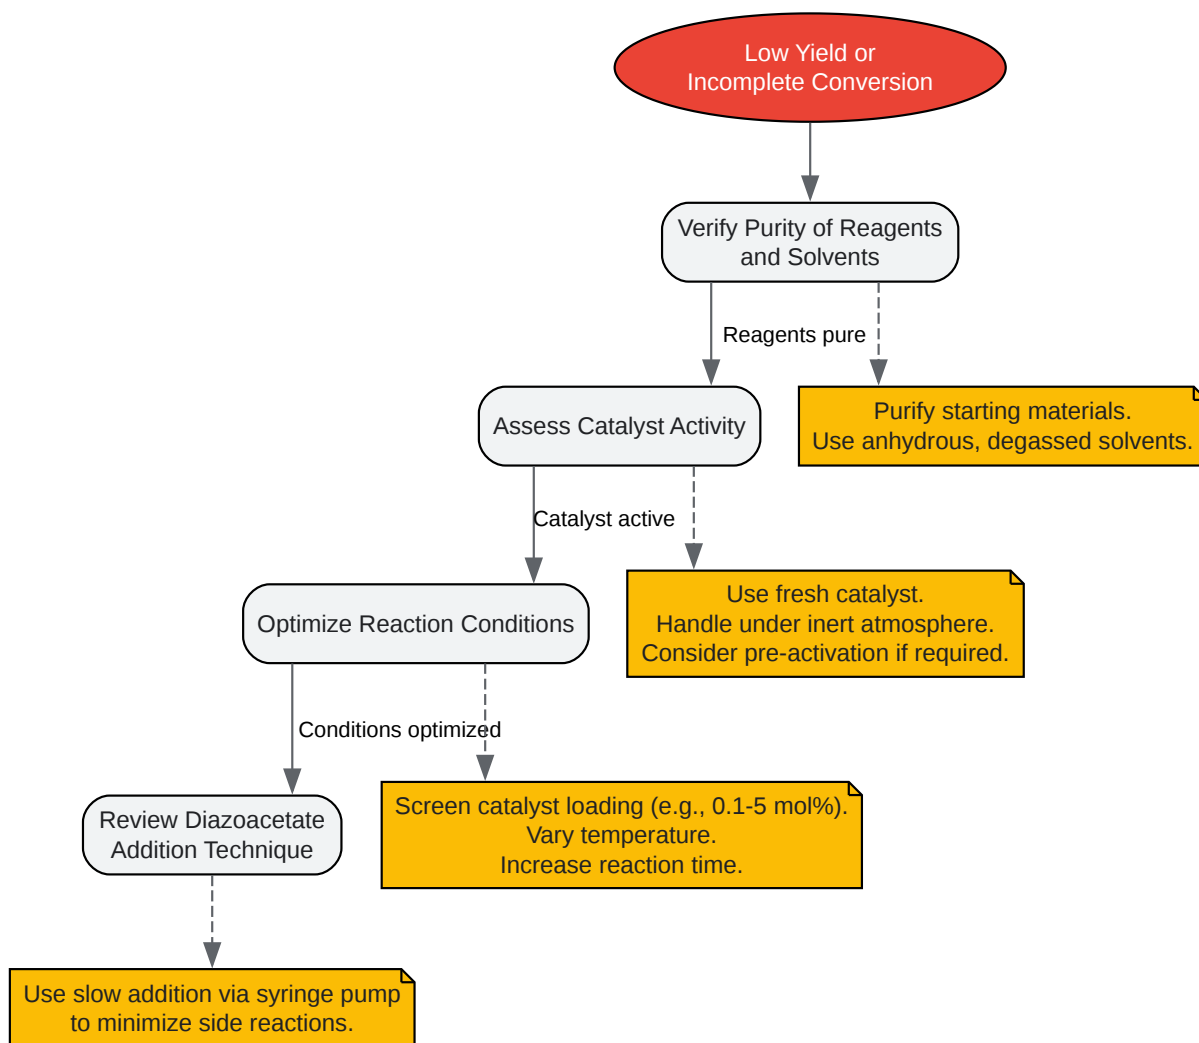 Low Yield or
Incomplete Conversion
Verify Purity of Reagents
and Solvents
Reagents pure
Purify starting materials.
Use anhydrous, degassed solvents.
Assess Catalyst Activity
Catalyst active
Use fresh catalyst.
Handle under inert atmosphere.
Consider pre-activation if required.
Optimize Reaction Conditions
Conditions optimized
Screen catalyst loading (e.g., 0.1-5 mol%).
Vary temperature.
Increase reaction time.
Review Diazoacetate
Addition Technique
Use slow addition via syringe pump
to minimize side reactions.